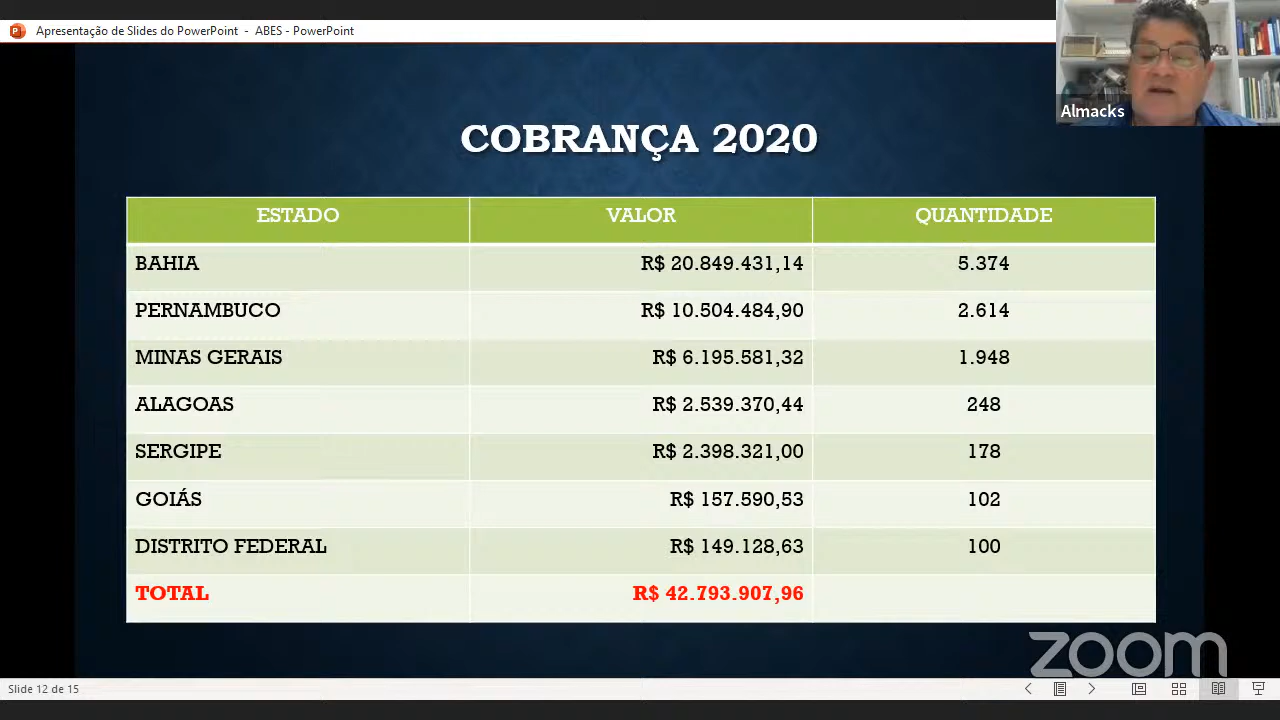 Apresentação de Slides do PowerPoint - ABES - PowerPoint
Almacks
COBRANÇA 2020
ESTADO VALOR QUANTIDADE
BAHIA R$ 20.849.431,14 5.374
PERNAMBUCO R$ 10.504.484,90 2.614
MINAS GERAIS R$ 6.195.581,32 1.948
ALAGOAS R$ 2.539.370,44 248
SERGIPE R$ 2.398.321,00 178
GOIÁS R$ 157.590,53 102
DISTRITO FEDERAL R$ 149.128,63 100
TOTAL R$ 42.793.907,96
zoom
Slide 12 de 15